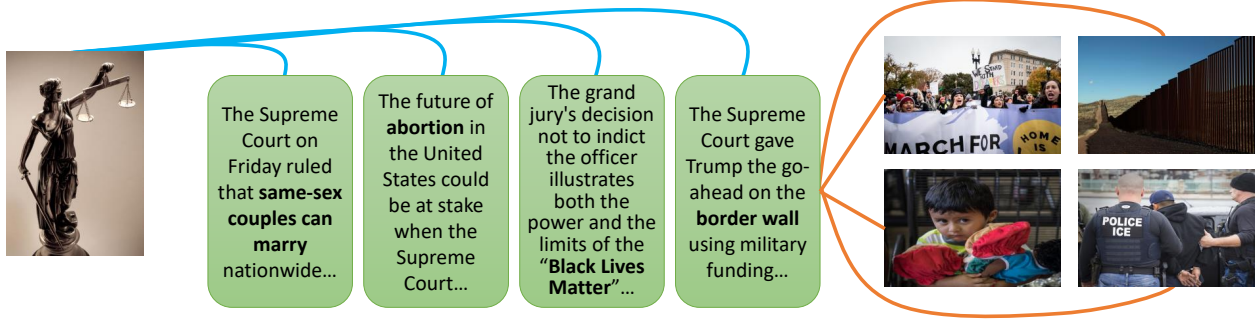 The Supreme
Court on
Friday ruled
that same-sex
couples can
marry
nationwide…
The future of
abortion in
the United
States could
be at stake
when the
Supreme
Court…
The grand
jury's decision
not to indict
the officer
illustrates
both the
power and the
limits of the
“Black Lives
Matter”…
The Supreme
Court gave
Trump the go-
ahead on the
border wall
using military
funding…
WE STAND
MARCH FOR
HOME
IS
POLICE
ICE